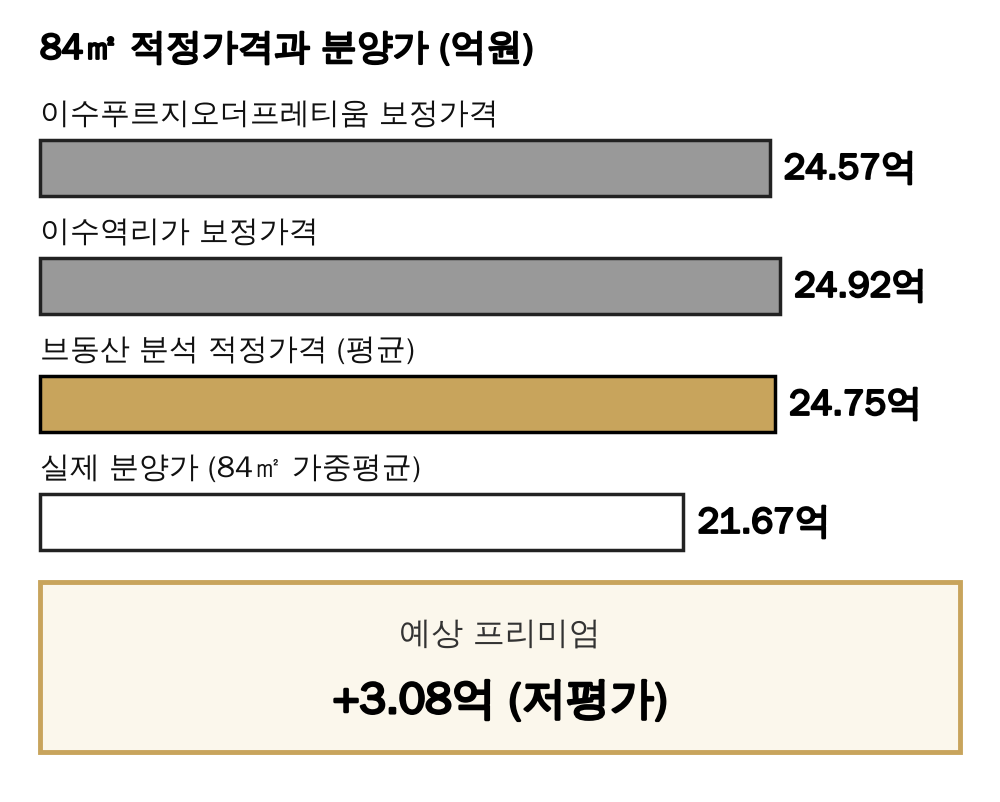 84㎡ 적정가격과 분양가 (억원)
이수푸르지오더프레티움 보정가격
24.57억
이수역리가 보정가격
24.92억
브동산 분석 적정가격 (평균)
24.75억
실제 분양가 (84㎡ 가중평균)
21.67억
예상 프리미엄
+3.08억 (저평가)